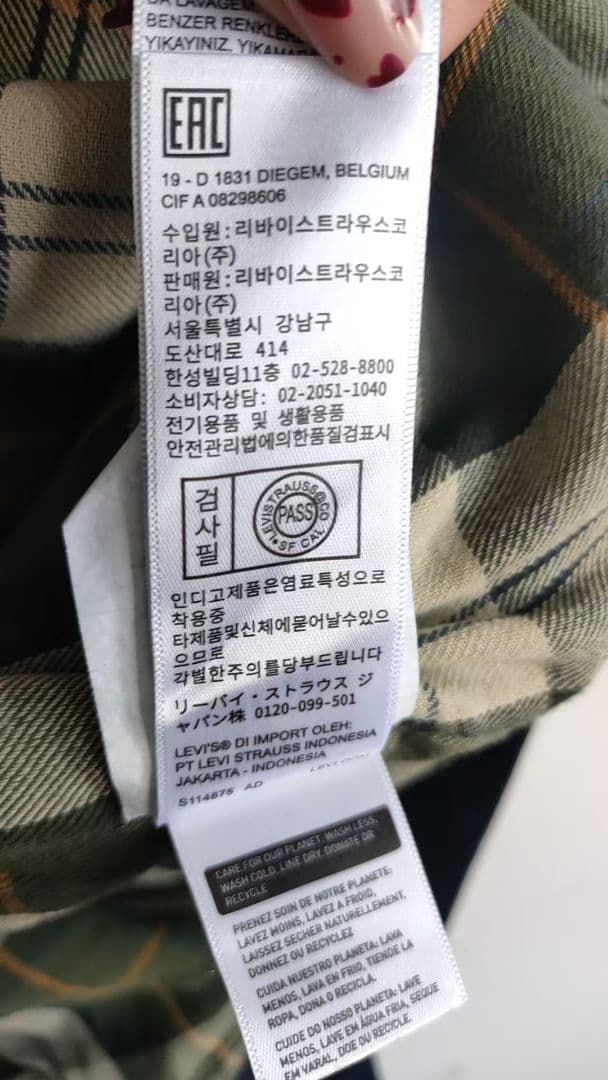 DA LAVAGEM
BENZER RENKLERLE
YIKAYINIZ. YIKAMADA
EAC
19 - D 1831 DIEGEM, BELGIUM
CIF A 08298606
수입원:리바이스트라우스코
리아(주)
판매원:리바이스트라우스코
리아(주)
서울특별시 강남구
도산대로 414
한성빌딩11층 02-528-8800
소비자상담: 02-2051-1040
전기용품 및 생활용품
안전관리법에의한품질검표시
검사필
LEVI STRAUSS & CO
PASS
SF CAL
인디고제품은염료특성으로
착용중
타제품및신체에묻어날수있으
으므로
각별한주의를당부드립니다
リーバイ・ストラウス ジ
ャパン株 0120-099-501
LEVI'S® DI IMPORT OLEH:
PT LEVI STRAUSS INDONESIA
JAKARTA - INDONESIA
S114875 AD
CARE FOR OUR PLANET. WASH LESS,
WASH COLD, LINE DRY, DONATE OR
RECYCLE
PRENEZ SOIN DE NOTRE PLANÈTE:
LAVEZ MOINS, LAVEZ A FROID,
LAISSEZ SECHER NATURELLEMENT,
DONNEZ OU RECYCLEZ
CUIDA NUESTRO PLANETA: LAVA
MENOS, LAVA EN FRIO, TIENDE LA
ROPA, DONA O RECICLA.
CUIDE DO NOSSO PLANETA: LAVE
MENOS, LAVE EM ÁGUA FRIA, SEQUE
EM VARAL, DOE OU RECICLE.